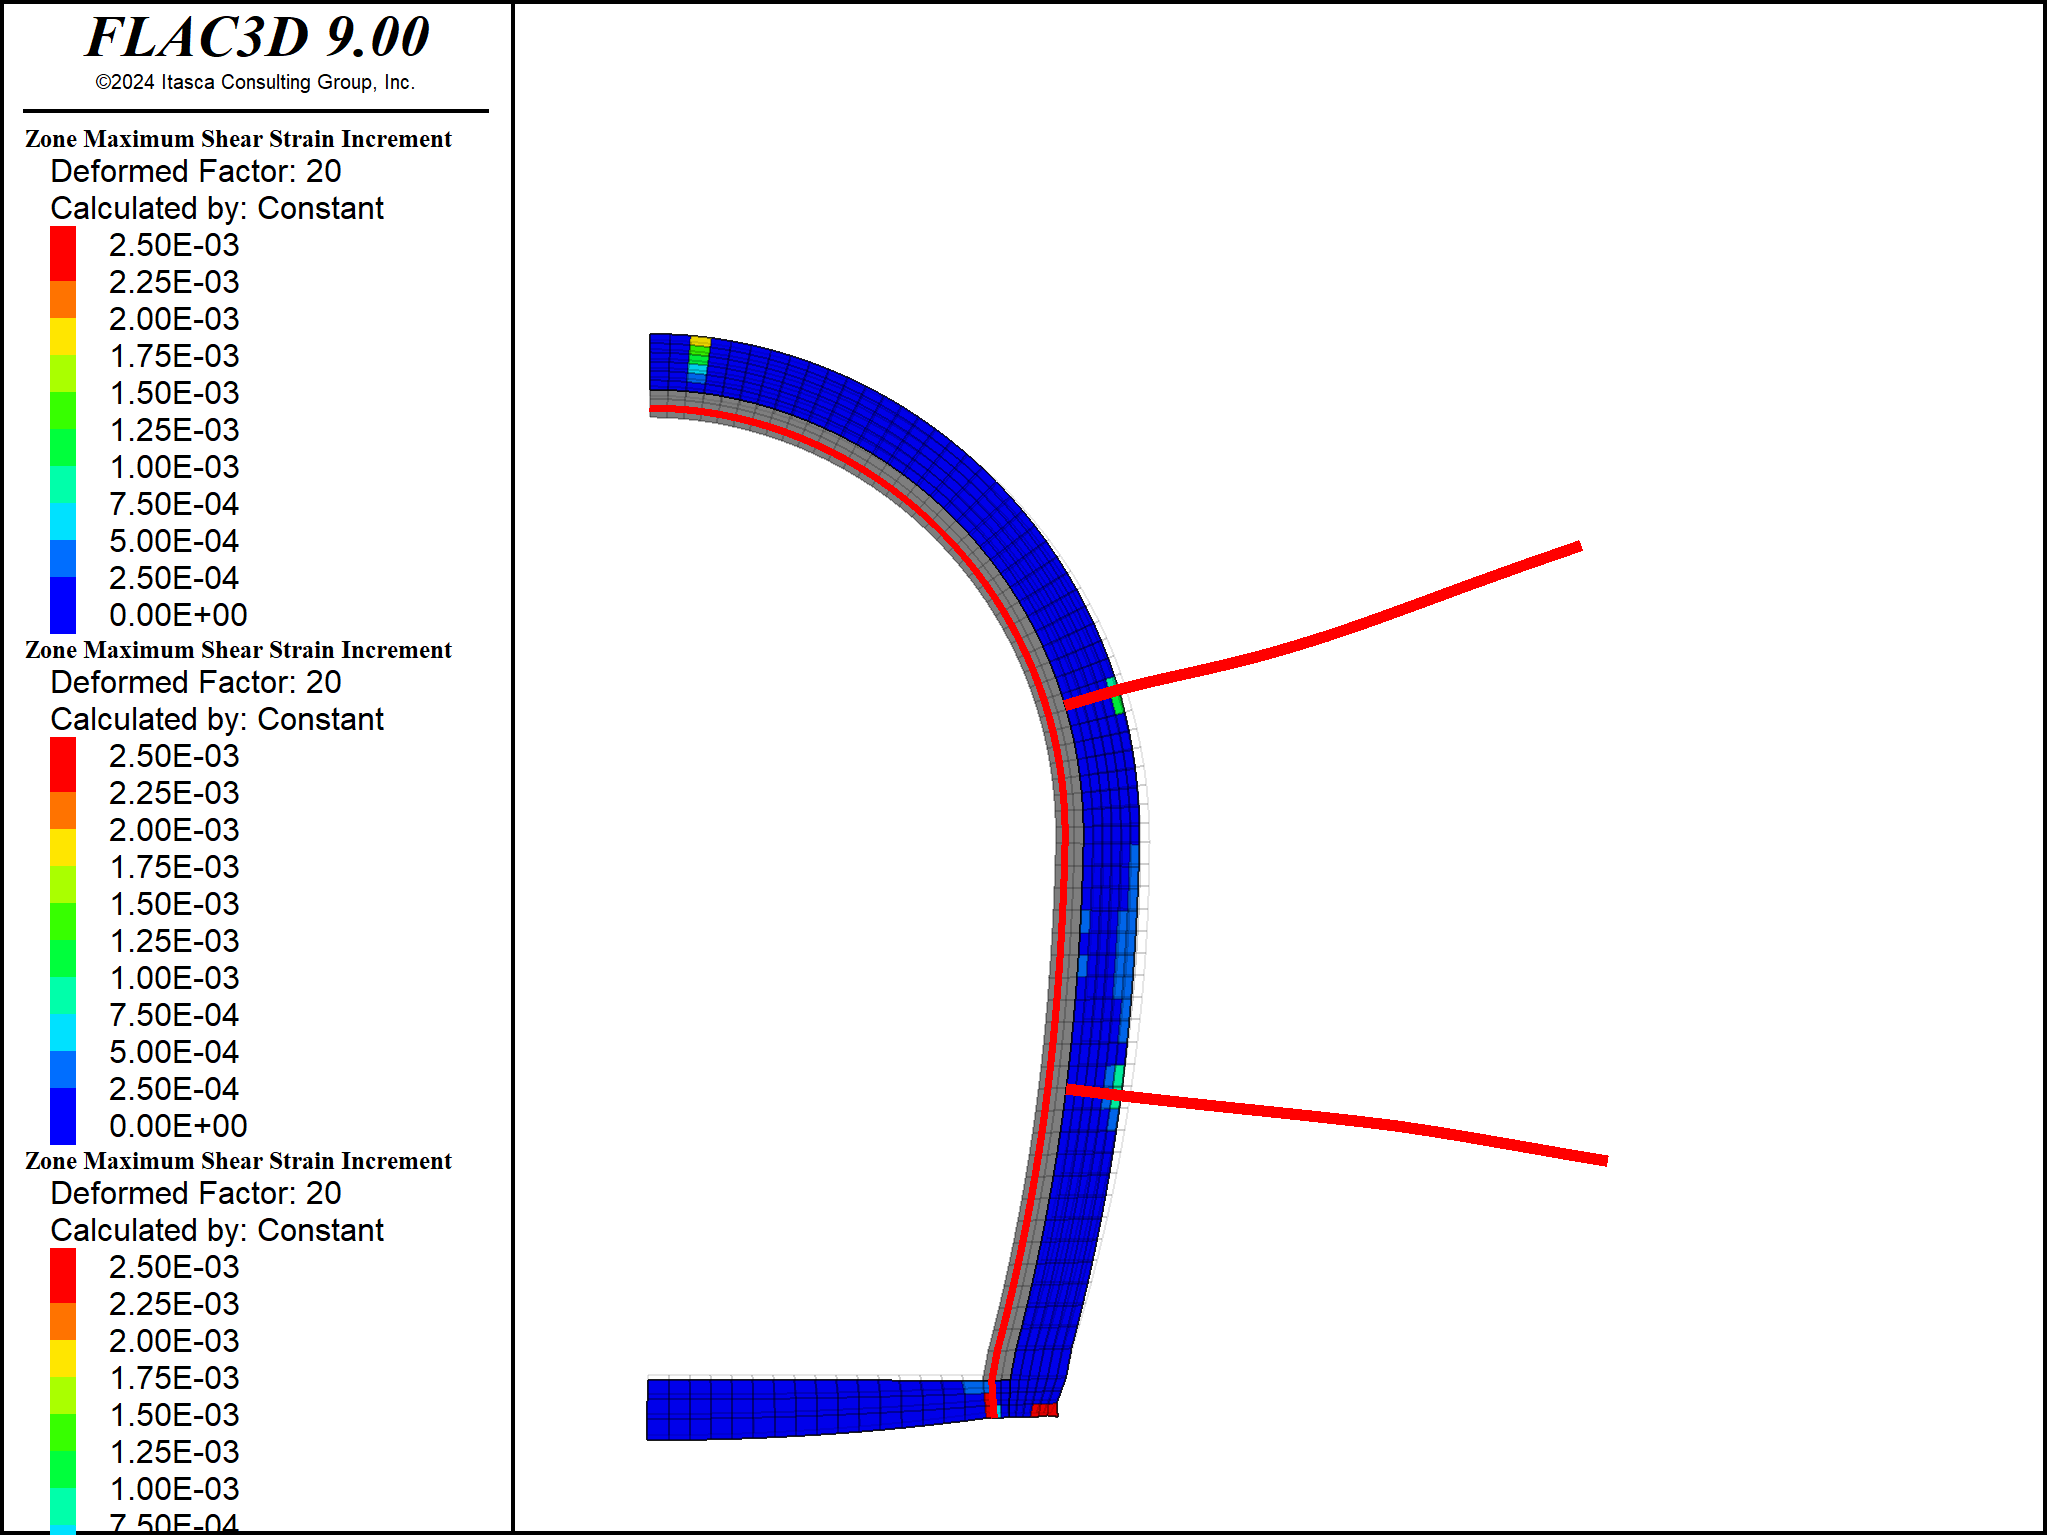 FLAC3D 9.00
©2024 Itasca Consulting Group, Inc.
Zone Maximum Shear Strain Increment
Deformed Factor: 20
Calculated by: Constant
2.50E-03
2.25E-03
2.00E-03
1.75E-03
1.50E-03
1.25E-03
1.00E-03
7.50E-04
5.00E-04
2.50E-04
0.00E+00
Zone Maximum Shear Strain Increment
Deformed Factor: 20
Calculated by: Constant
2.50E-03
2.25E-03
2.00E-03
1.75E-03
1.50E-03
1.25E-03
1.00E-03
7.50E-04
5.00E-04
2.50E-04
0.00E+00
Zone Maximum Shear Strain Increment
Deformed Factor: 20
Calculated by: Constant
2.50E-03
2.25E-03
2.00E-03
1.75E-03
1.50E-03
1.25E-03
1.00E-03
7.50E-04